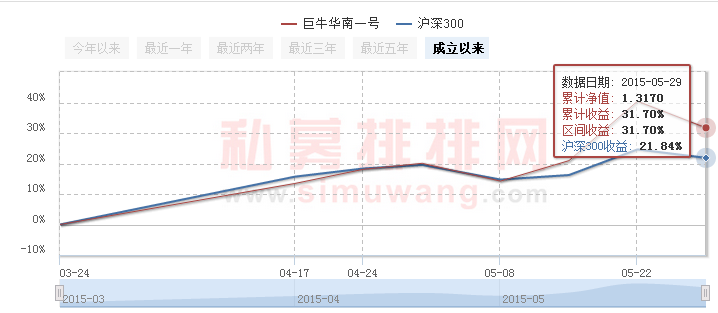 巨牛华南一号 沪深300
今年以来 最近一年 最近两年 最近三年 最近五年 成立以来
数据日期: 2015-05-29
累计净值: 1.3170
累计收益: 31.70%
区间收益: 31.70%
沪深300收益: 21.84%
40%
30%
20%
10%
0%
-10%
私募排排网
www.simuwang.com
03-24 04-17 04-24 05-08 05-22
2015-03 2015-04 2015-05